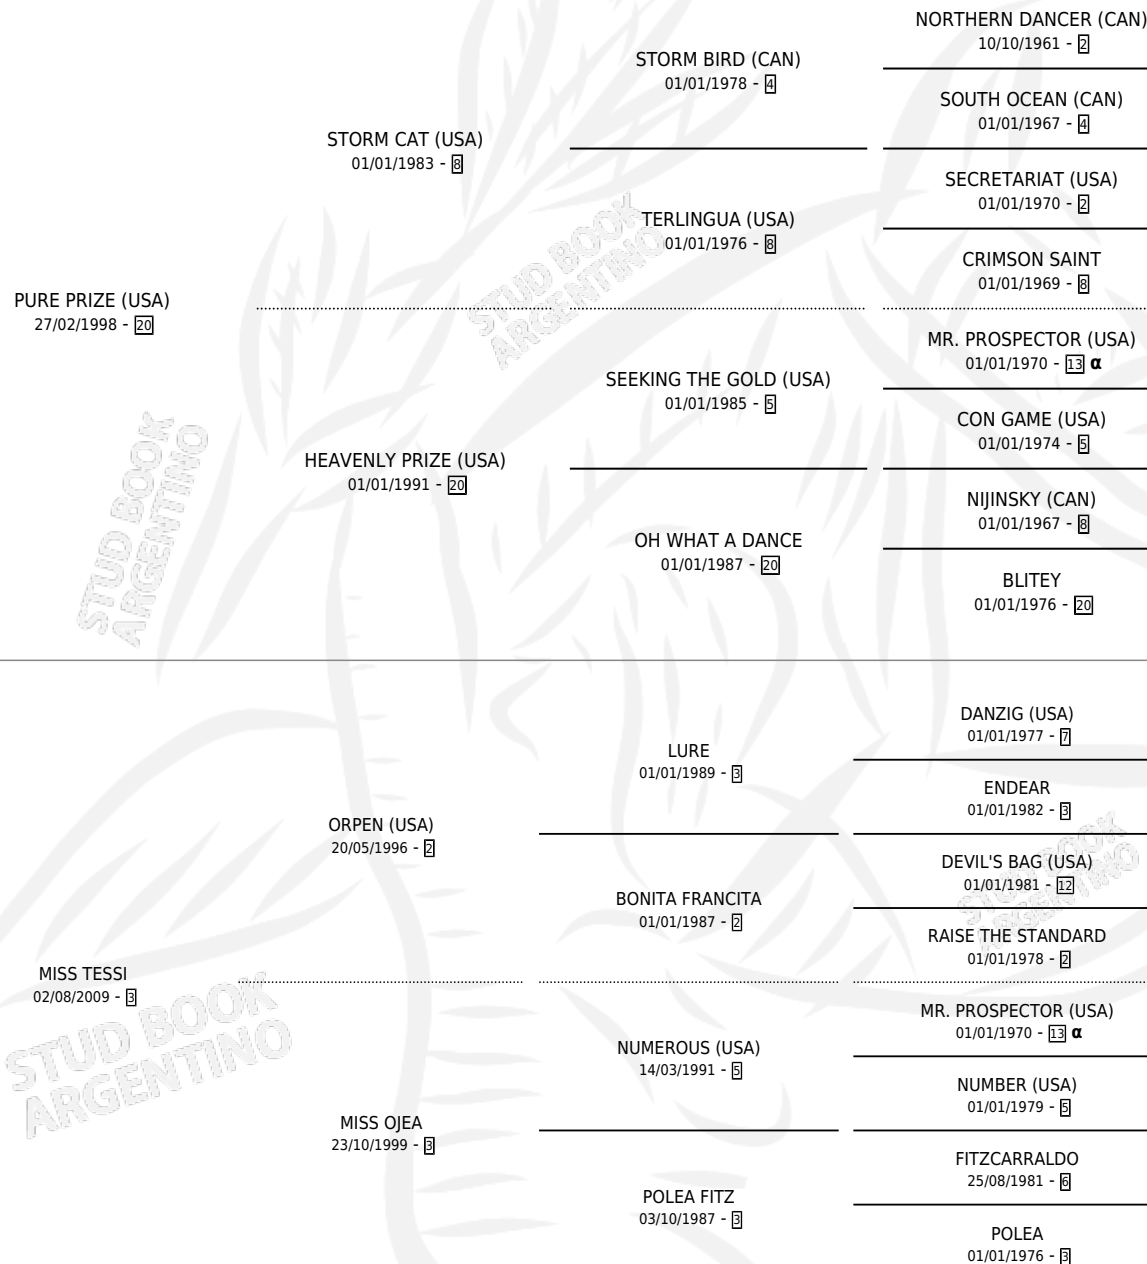 NORTHERN DANCER (CAN)
10/10/1961 - 2
STORM BIRD (CAN)
01/01/1978 - 4
SOUTH OCEAN (CAN)
01/01/1967 - 4
STORM CAT (USA)
01/01/1983 - 8
SECRETARIAT (USA)
01/01/1970 - 2
TERLINGUA (USA)
01/01/1976 - 8
CRIMSON SAINT
01/01/1969 - 8
PURE PRIZE (USA)
27/02/1998 - 20
MR. PROSPECTOR (USA)
01/01/1970 - 13 α
SEEKING THE GOLD (USA)
01/01/1985 - 5
CON GAME (USA)
01/01/1974 - 5
HEAVENLY PRIZE (USA)
01/01/1991 - 20
NIJINSKY (CAN)
01/01/1967 - 8
OH WHAT A DANCE
01/01/1987 - 20
BLITEY
01/01/1976 - 20
DANZIG (USA)
01/01/1977 - 7
LURE
01/01/1989 - 3
ENDEAR
01/01/1982 - 3
ORPEN (USA)
20/05/1996 - 2
DEVIL'S BAG (USA)
01/01/1981 - 12
BONITA FRANCITA
01/01/1987 - 2
RAISE THE STANDARD
01/01/1978 - 2
MISS TESSI
02/08/2009 - 3
MR. PROSPECTOR (USA)
01/01/1970 - 13 α
NUMEROUS (USA)
14/03/1991 - 5
NUMBER (USA)
01/01/1979 - 5
MISS OJEA
23/10/1999 - 3
FITZCARRALDO
25/08/1981 - 6
POLEA FITZ
03/10/1987 - 3
POLEA
01/01/1976 - 3
STUD BOOK
ARGENTINO
STUD BOOK
ARGENTINO
STUD BOOK
ARGENTINO
STUD BOOK
ARGENTINO